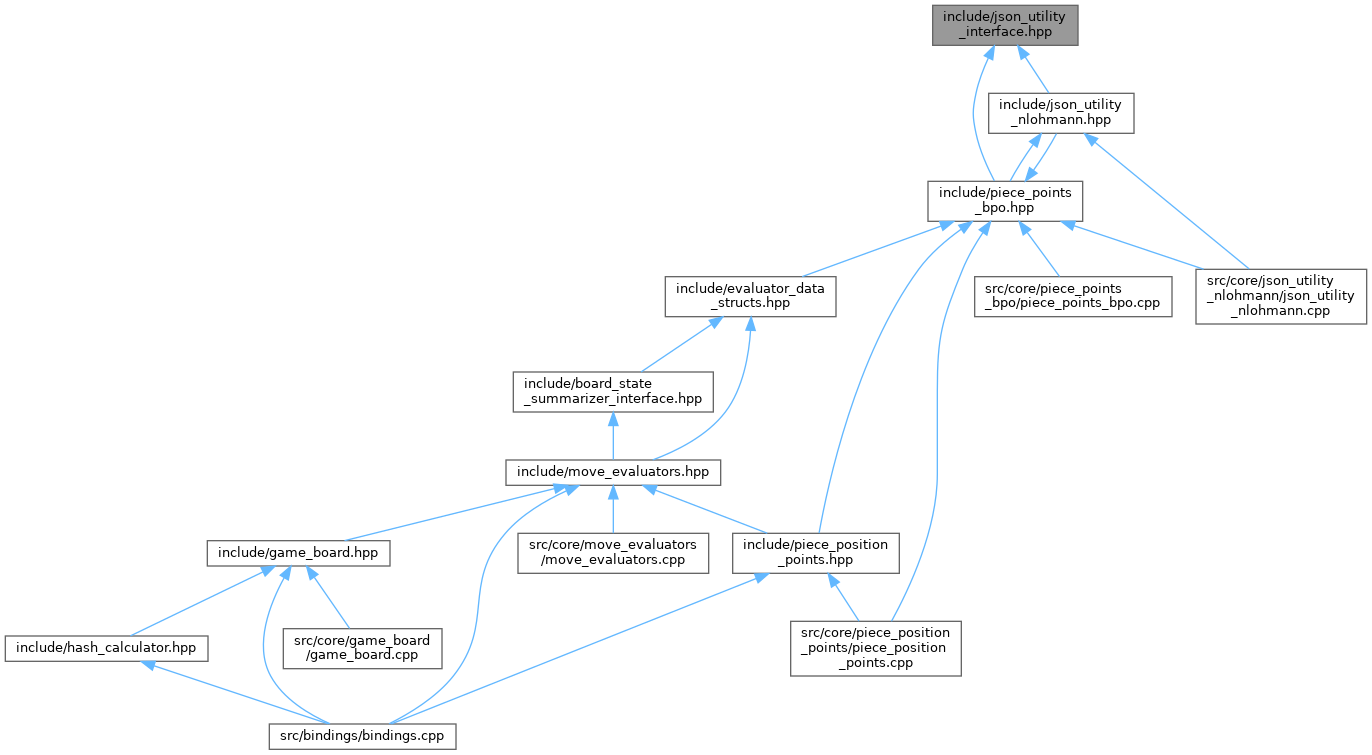 include/json_utility
_interface.hpp
include/json_utility
_nlohmann.hpp
include/piece_points
_bpo.hpp
include/evaluator_data
_structs.hpp
src/core/piece_points
_bpo/piece_points_bpo.cpp
src/core/json_utility
_nlohmann/json_utility
_nlohmann.cpp
include/board_state
_summarizer_interface.hpp
include/move_evaluators.hpp
include/game_board.hpp
src/core/move_evaluators
/move_evaluators.cpp
include/piece_position
_points.hpp
include/hash_calculator.hpp
src/core/game_board
/game_board.cpp
src/core/piece_position
_points/piece_position
_points.cpp
src/bindings/bindings.cpp